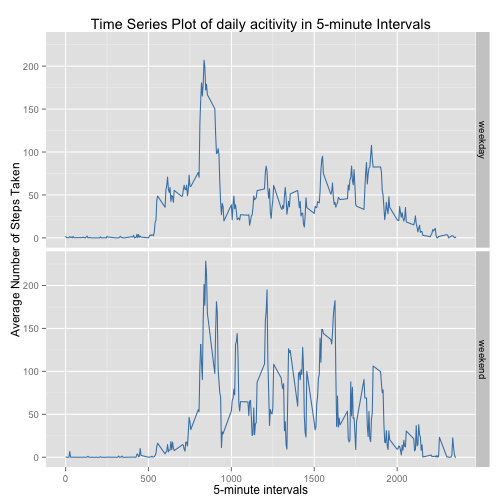 Time Series Plot of daily acitivity in 5-minute Intervals
Average Number of Steps Taken
200
150
100
50
0
weekday
200
150
100
50
0
weekend
0 500 1000 1500 2000
5-minute intervals